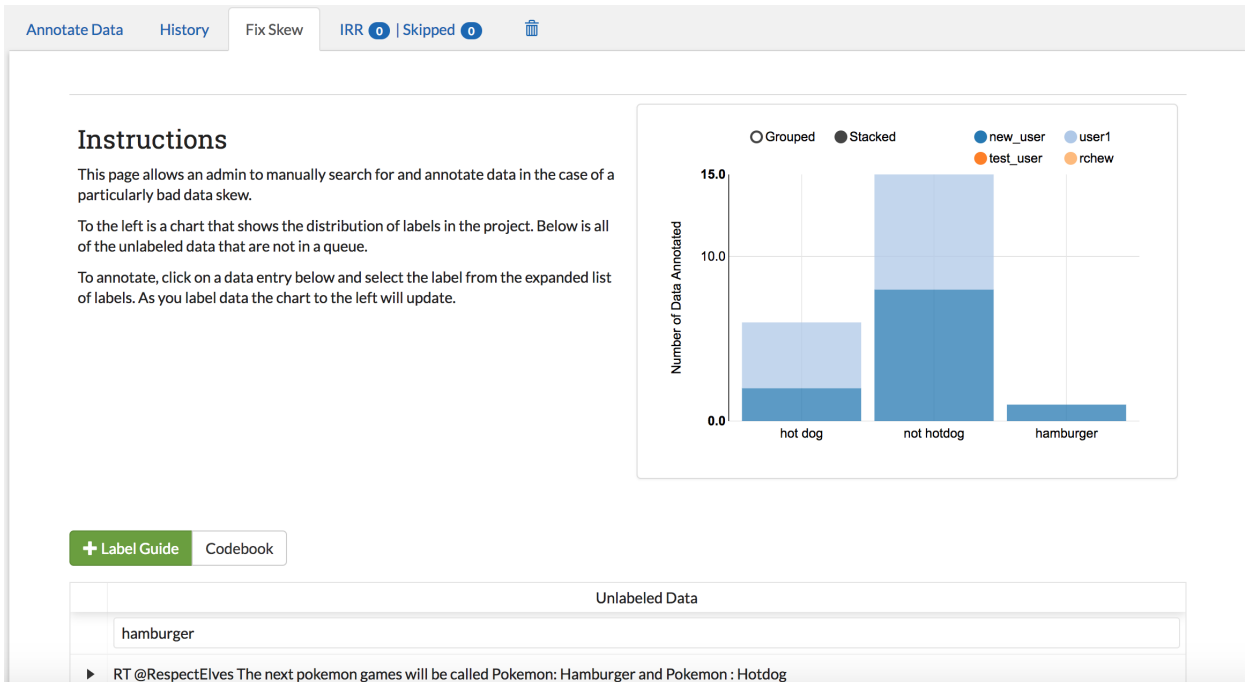 Annotate Data
History
Fix Skew
IRR 0 | Skipped 0
Instructions
This page allows an admin to manually search for and annotate data in the case of a
particularly bad data skew.
To the left is a chart that shows the distribution of labels in the project. Below is all
of the unlabeled data that are not in a queue.
To annotate, click on a data entry below and select the label from the expanded list
of labels. As you label data the chart to the left will update.
Grouped
Stacked
new_user
user1
test_user
rchew
Number of Data Annotated
15.0
10.0
0.0
hot dog
not hotdog
hamburger
Label Guide
Codebook
Unlabeled Data
hamburger
RT @RespectElves The next pokemon games will be called Pokemon: Hamburger and Pokemon : Hotdog